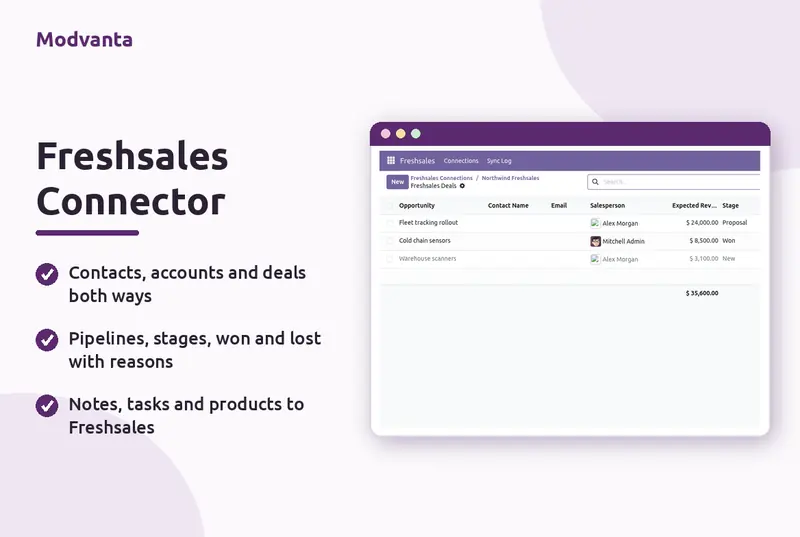 Modvanta
Freshsales
Connector
Contacts, accounts and deals
both ways
Pipelines, stages, won and lost
with reasons
Notes, tasks and products to
Freshsales
Freshsales Connections Sync Log
New Freshsales Connections / Northwind Freshsales
Freshsales Deals
Search...
Opportunity Contact Name Email Salesperson Expected Rev... Stage
Fleet tracking rollout Alex Morgan $ 24,000.00 Proposal
Cold chain sensors Mitchell Admin $ 8,500.00 Won
Warehouse scanners Alex Morgan $ 3,100.00 New
$ 35,600.00